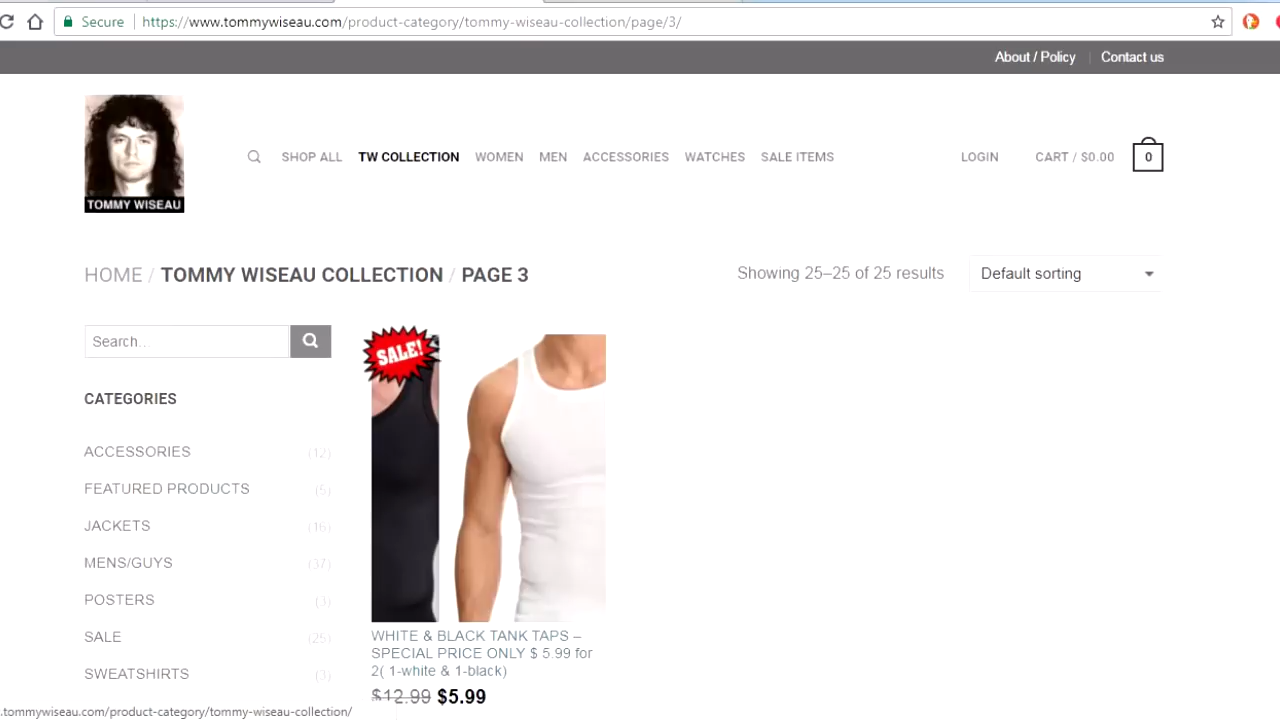 Secure
https://www.tommywiseau.com/product-category/tommy-wiseau-collection/page/3/
About / Policy
Contact us
TOMMY WISEAU
SHOP ALL
TW COLLECTION
WOMEN
MEN
ACCESSORIES
WATCHES
SALE ITEMS
LOGIN
CART / $0.00
0
HOME / TOMMY WISEAU COLLECTION / PAGE 3
Showing 25–25 of 25 results
Default sorting
Search...
CATEGORIES
ACCESSORIES (12)
FEATURED PRODUCTS (5)
JACKETS (16)
MENS/GUYS (37)
POSTERS (3)
SALE (25)
SWEATSHIRTS (3)
SALE!
WHITE & BLACK TANK TAPS –
SPECIAL PRICE ONLY $ 5.99 for
2( 1-white & 1-black)
$12.99 $5.99
.tommywiseau.com/product-category/tommy-wiseau-collection/